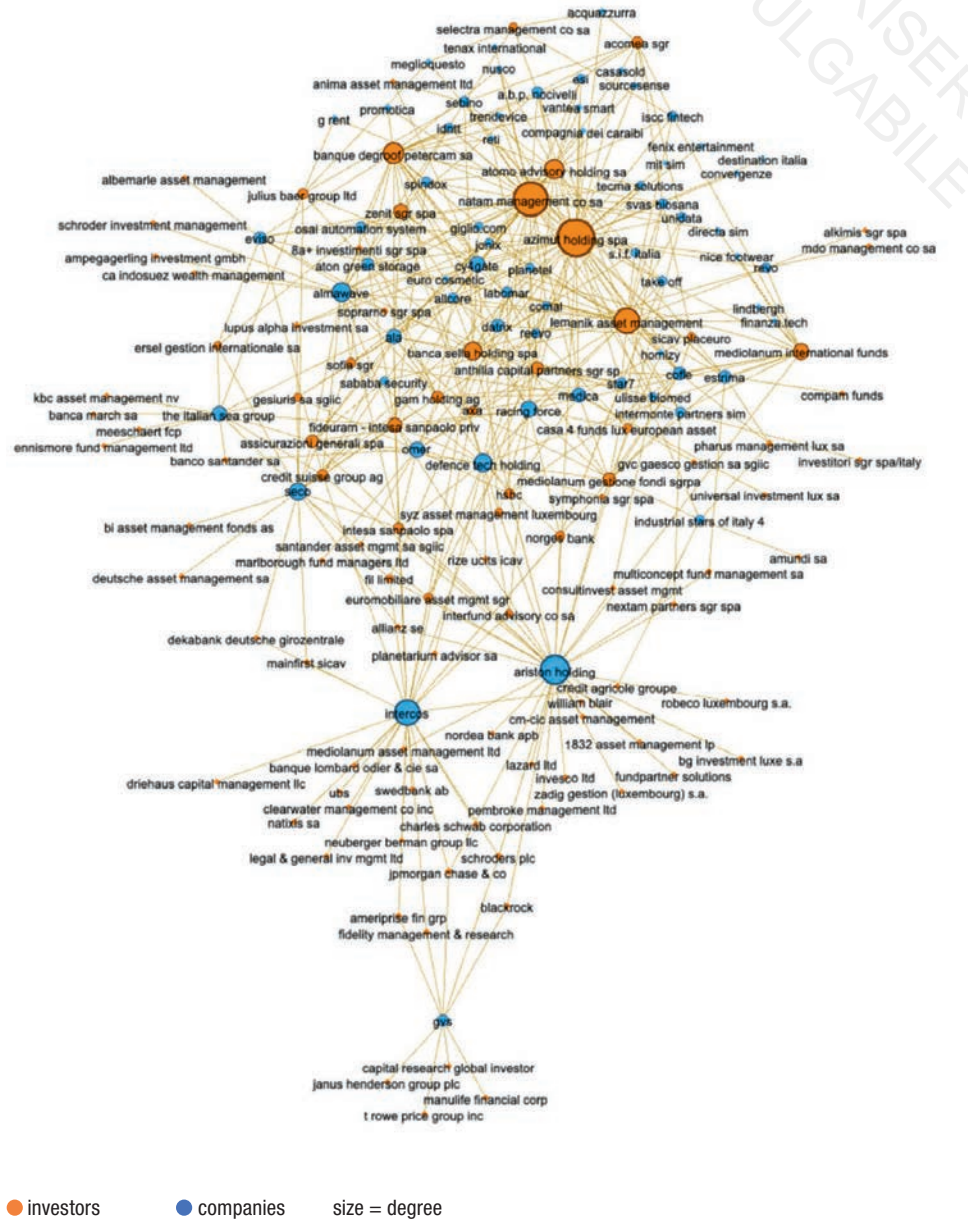 RISER
ULGABILE
acquazzurra
selectra management co sa
acomea sgr
tenax international
meglioquesto
nusco
casasold
esi
sourcesense
anima asset management ltd
a.b.p. nocivelli
sebino
vantea smart
promotica
trendevice
iscc fintech
g rent
idntt
compagnia dei caraibi
reti
fenix entertainment
banque degroof petercam sa
destination italia
atomo advisory holding sa
mit sim
convergenze
albemarle asset management
spindox
tecma solutions
julius baer group ltd
natam management co sa
svas biosana
zenit sgr spa
unidata
schroder investment management
osai automation system
giglio.com
directa sim
alkimis sgr spa
eviso
azimut holding spa
jonix
mdo management co sa
8a+ investimenti sgr spa
s.i.f. italia
nice footwear
ampegagerling investment gmbh
aton green storage
cy4gate
planetel
revo
ca indosuez wealth management
euro cosmetic
take off
almawave
allcore
labomar
comal
lindbergh
soprarno sgr spa
lemanik asset management
finanza.tech
lupus alpha investment sa
datrix
reevo
ala
sicav placeuro
ersel gestion internationale sa
banca sella holding spa
homizy
mediolanum international funds
sofia sgr
anthilia capital partners sgr sp
cofle
estrima
sababa security
star7
kbc asset management nv
gesiuris sa sgiic
gam holding ag
medica
ulisse biomed
compam funds
banca march sa
the italian sea group
axa
racing force
intermonte partners sim
meeschaert fcp
fideuram - intesa sanpaolo priv
casa 4 funds lux european asset
ennismore fund management ltd
assicurazioni generali spa
omer
pharus management lux sa
banco santander sa
defence tech holding
gvc gaesco gestion sa sgiic
investitori sgr spa/italy
credit suisse group ag
mediolanum gestione fondi sgrpa
seco
hsbc
symphonia sgr spa
universal investment lux sa
syz asset management luxembourg
industrial stars of italy 4
bi asset management fonds as
intesa sanpaolo spa
norges bank
santander asset mgmt sa sgiic
marlborough fund managers ltd
rize ucits icav
amundi sa
deutsche asset management sa
fil limited
multiconcept fund management sa
consultinvest asset mgmt
euromobiliare asset mgmt sgr
nextam partners sgr spa
interfund advisory co sa
allianz se
dekabank deutsche girozentrale
planetarium advisor sa
mainfirst sicav
ariston holding
credit agricole groupe
william blair
robeco luxembourg s.a.
intercos
cm-cic asset management
nordea bank apb
1832 asset management lp
mediolanum asset management ltd
bg investment luxe s.a
banque lombard odier & cie sa
lazard ltd
driehaus capital management llc
invesco ltd
fundpartner solutions
ubs
swedbank ab
zadig gestion (luxembourg) s.a.
clearwater management co inc
pembroke management ltd
natixis sa
charles schwab corporation
neuberger berman group llc
legal & general inv mgmt ltd
schroders plc
jpmorgan chase & co
blackrock
ameriprise fin grp
fidelity management & research
gvs
capital research global investor
janus henderson group plc
manulife financial corp
t rowe price group inc
investors
companies
size = degree